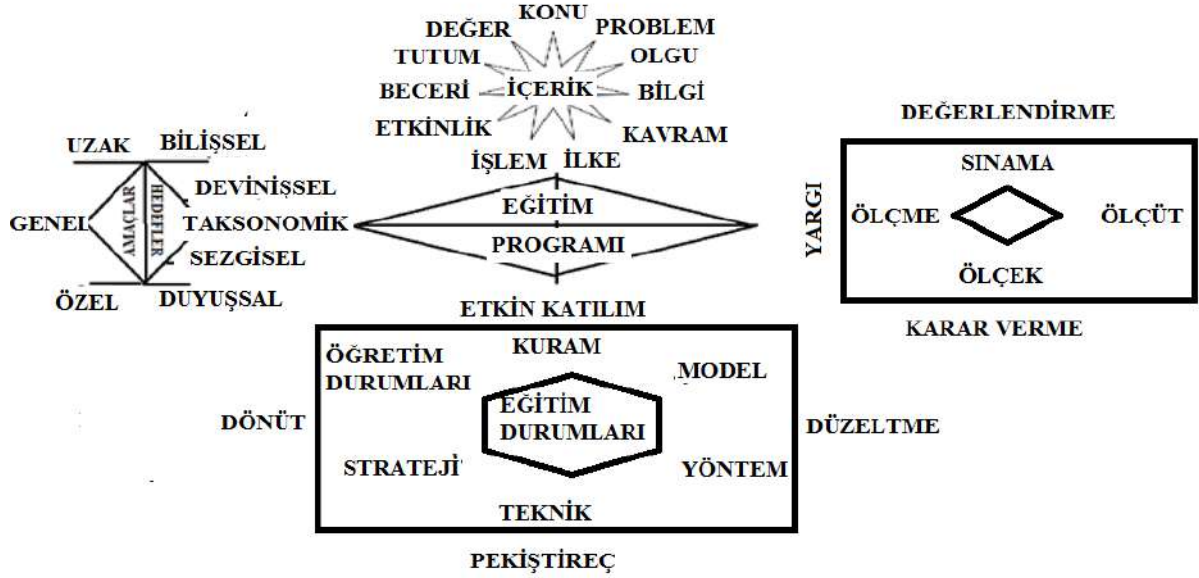 KONU
DEĞER
PROBLEM
TUTUM
OLGU
BECERİ
İÇERİK
BİLGİ
ETKİNLİK
KAVRAM
İŞLEM
İLKE
UZAK
BİLİŞSEL
DEVİNİŞSEL
GENEL
AMAÇLAR
HEDEFLER
TAKSONOMİK
SEZGİSEL
ÖZEL
DUYUŞSAL
EĞİTİM
PROGRAMI
DEĞERLENDİRME
SINAMA
YARGI
ÖLÇME
ÖLÇÜT
ÖLÇEK
KARAR VERME
ETKİN KATILIM
ÖĞRETİM
DURUMLARI
KURAM
MODEL
DÖNÜT
EĞİTİM
DURUMLARI
DÜZELTME
STRATEJİ
YÖNTEM
TEKNİK
PEKİŞTİREÇ